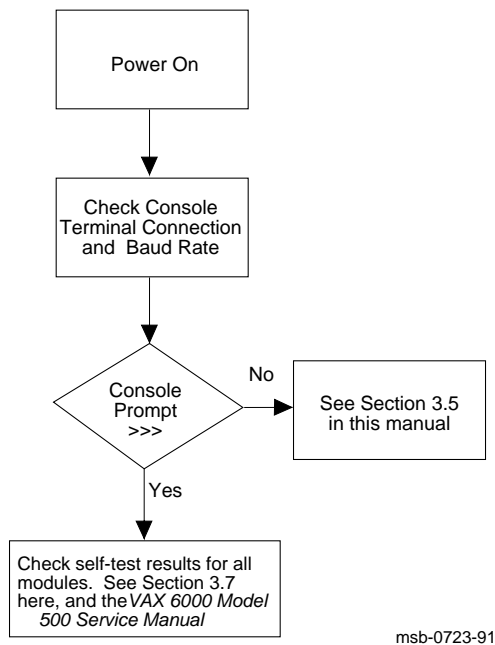 Power On
Check Console
Terminal Connection
and Baud Rate
Console
Prompt
>>>
No
See Section 3.5
in this manual
Yes
Check self-test results for all
modules. See Section 3.7
here, and theVAX 6000 Model
500 Service Manual
msb-0723-91